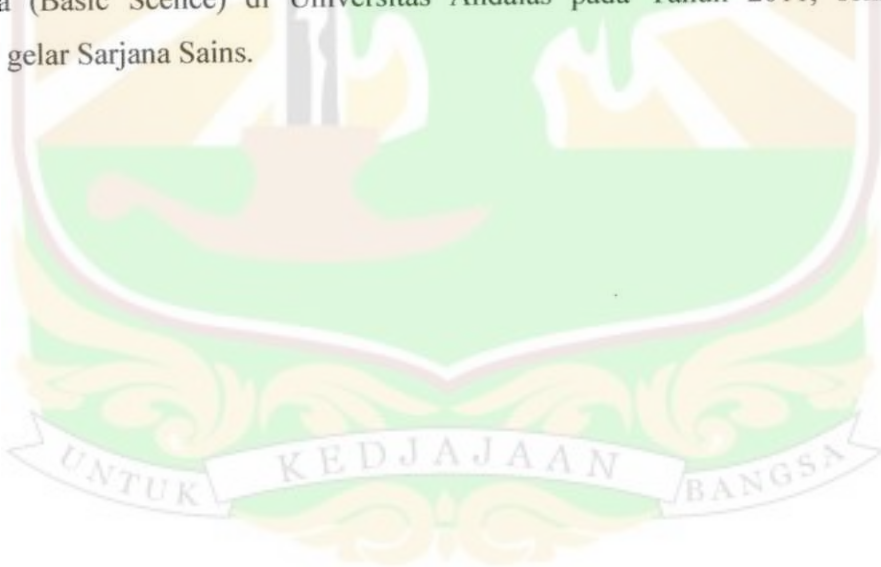 (Basic Scence) di Universitas Andalas pada Tahun
gelar Sarjana Sains.
UNTUK KEDJAJAAN BANGSA